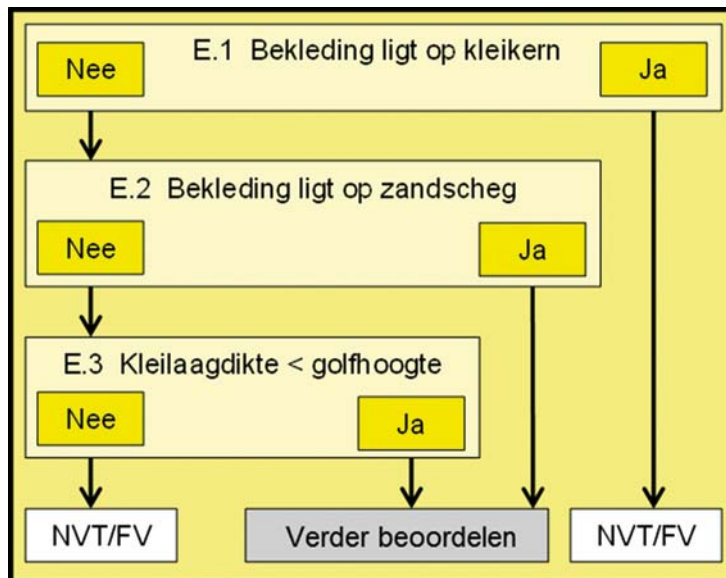 E.1 Bekleding ligt op kleikern
Nee
Ja
E.2 Bekleding ligt op zandscheg
Nee
Ja
E.3 Kleilaagdikte < golfhoogte
Nee
Ja
NVT/FV
Verder beoordelen
NVT/FV